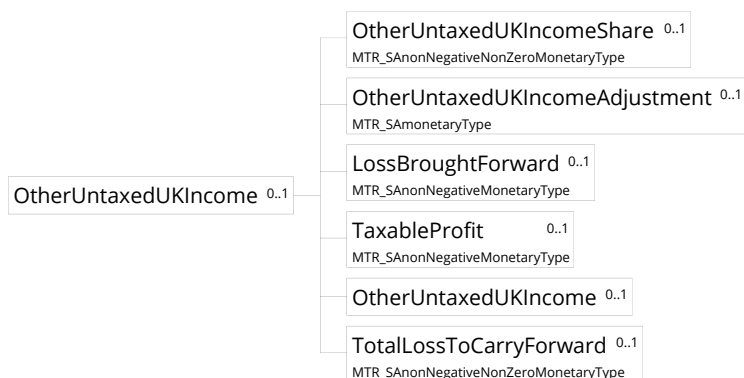 OtherUntaxedUKIncomeShare 0..1
MTR_SAnonNegativeNonZeroMonetaryType
OtherUntaxedUKIncomeAdjustment 0..1
MTR_SAmonetaryType
LossBroughtForward 0..1
MTR_SAnonNegativeMonetaryType
OtherUntaxedUKIncome 0..1
TaxableProfit 0..1
MTR_SAnonNegativeMonetaryType
OtherUntaxedUKIncome 0..1
TotalLossToCarryForward 0..1
MTR_SAnonNegativeNonZeroMonetaryType